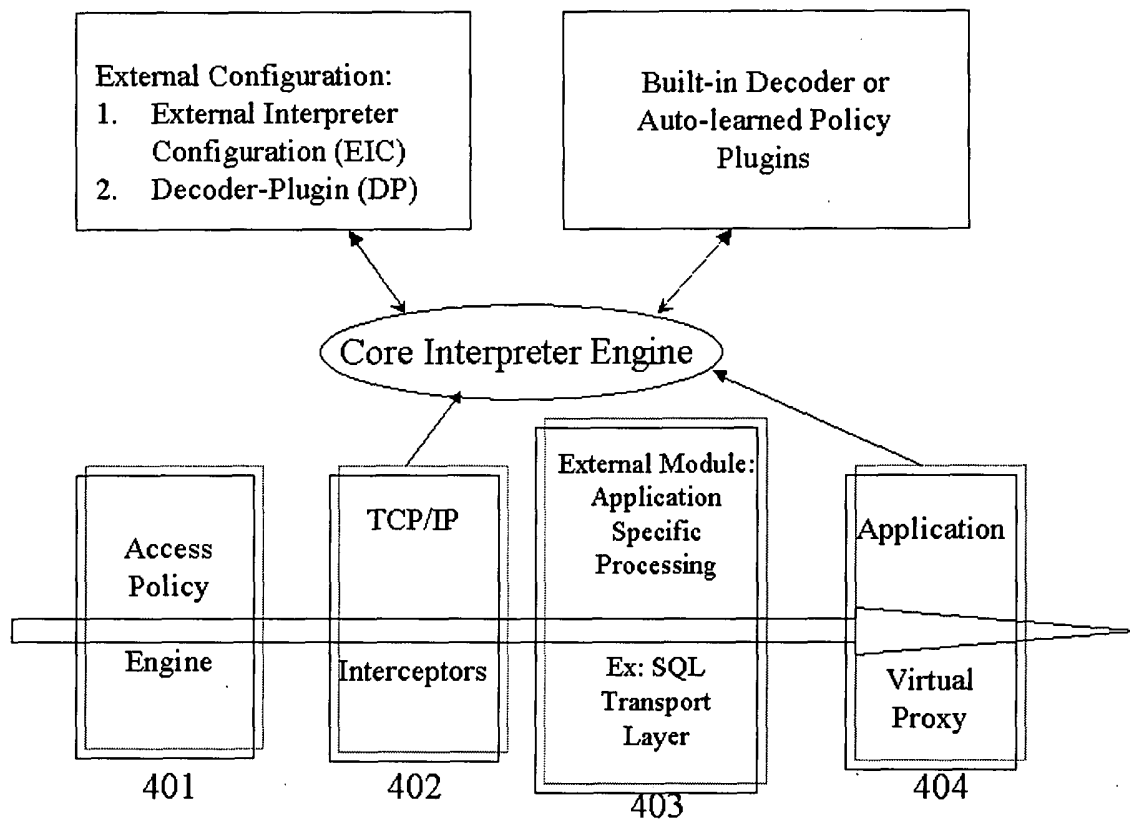 External Configuration:
1. External Interpreter
Configuration (EIC)
2. Decoder-Plugin (DP)
Built-in Decoder or
Auto-learned Policy
Plugins
Core Interpreter Engine
Access
Policy
Engine
401
TCP/IP
Interceptors
402
External Module:
Application
Specific
Processing
Ex: SQL
Transport
Layer
403
Application
Virtual
Proxy
404